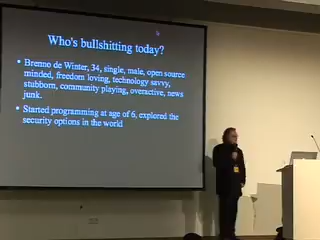 Who's bullshitting today?
• Brenno de Winter, 34, single, male, open source
minded, freedom loving, technology savvy,
stubborn, community playing, overactive, news
junk.
• Started programming at age of 6, explored the
security options in the world